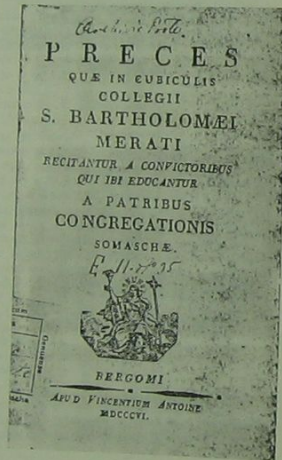 PRECES
QUÆ IN CUBICULIS
COLLEGII
S. BARTHOLOMÆI
MERATI
RECITANTUR A CONVICTORIBUS
QUI IBI EDUCANTUR
A PATRIBUS
CONGREGATIONIS
SOMASCHÆ.
BERGOMI
APUD VINCENTIUM ANTOINE
MDCCCVI.